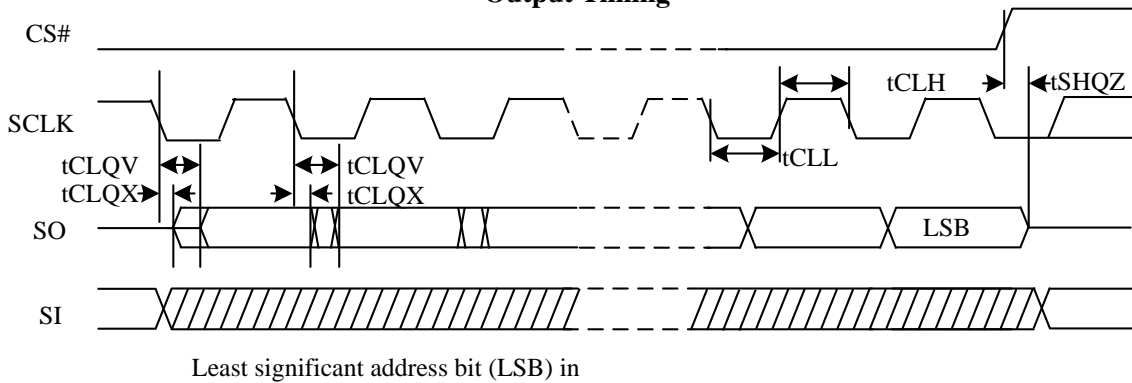 Output Timing
CS#
tCLH
tSHQZ
SCLK
tCLQV
tCLQV
tCLL
tCLQX
tCLQX
SO
LSB
SI
Least significant address bit (LSB) in